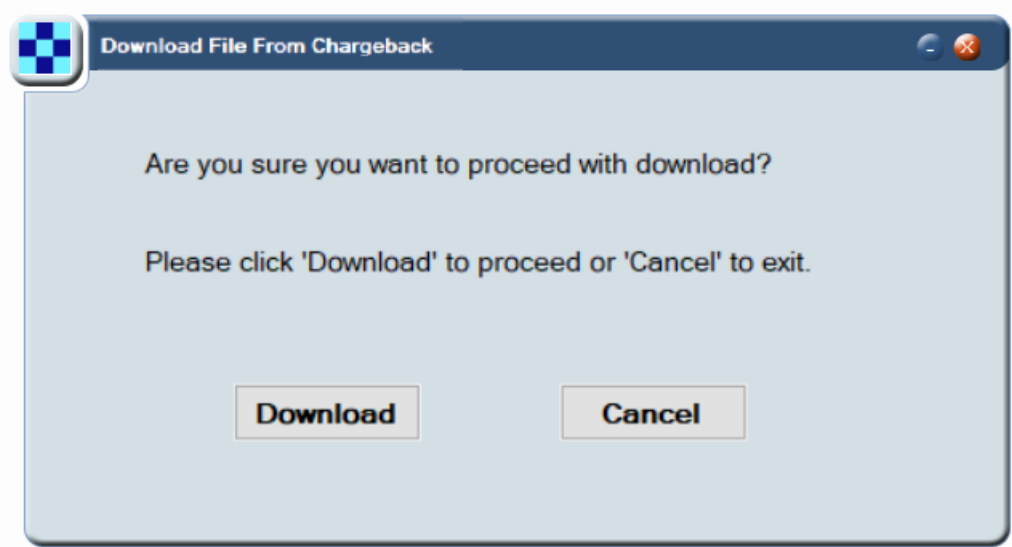 Download File From Chargeback
Are you sure you want to proceed with download?
Please click 'Download' to proceed or 'Cancel' to exit.
Download
Cancel